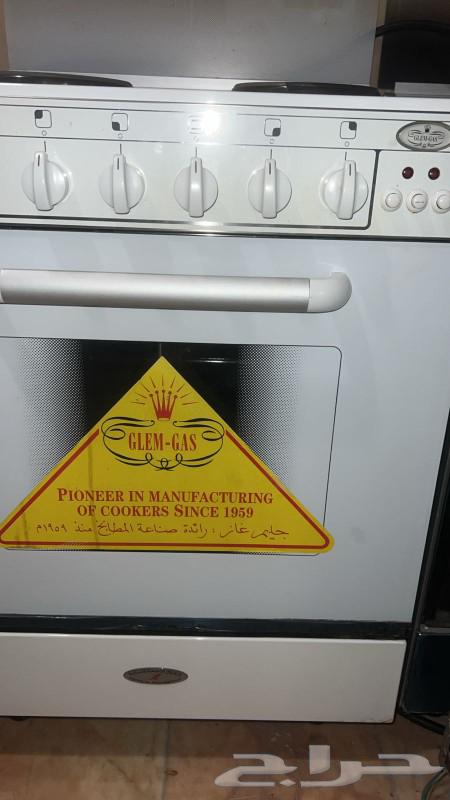 GLEM-GAS
GLEM-GAS
PIONEER IN MANUFACTURING
OF COOKERS SINCE 1959
جليم غاز : رائدة صناعة المطابخ منذ ١٩٥٩م
حراج